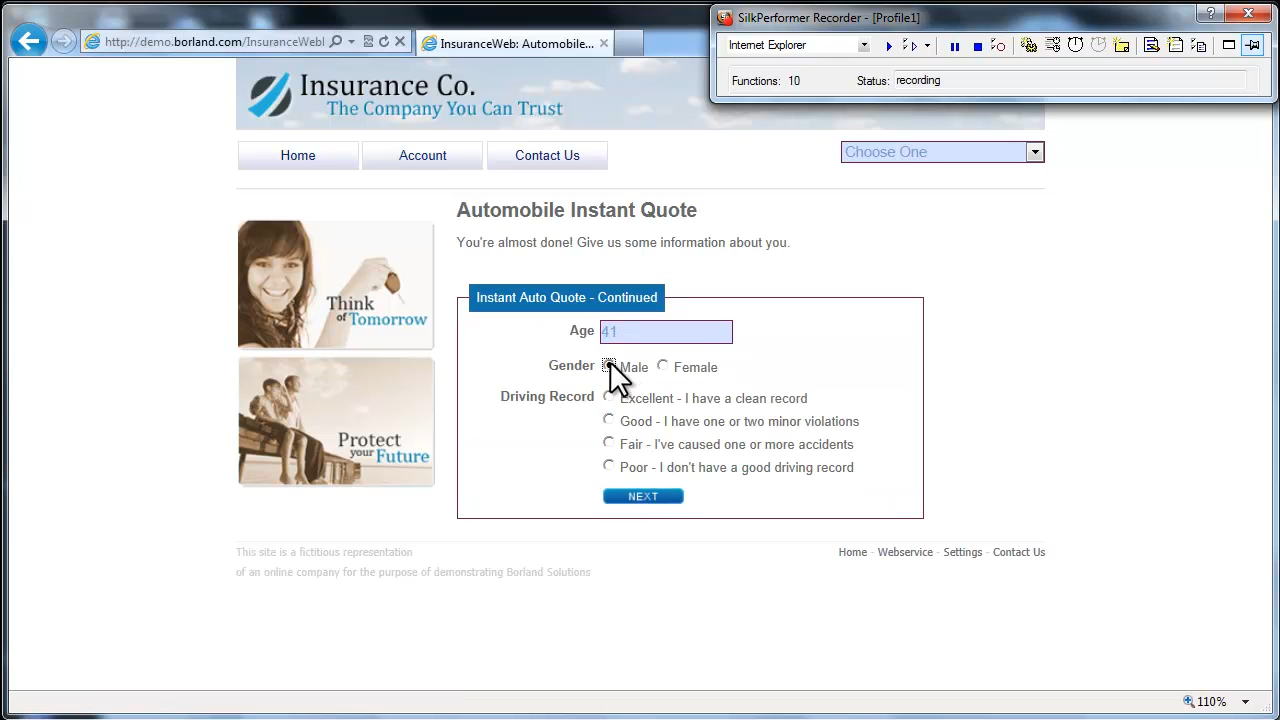 SilkPerformer Recorder - [Profile1]
Internet Explorer
Functions: 10 Status: recording
http://demo.borland.com/InsuranceWebl
InsuranceWeb: Automobile...
Insurance Co.
The Company You Can Trust
Home Account Contact Us Choose One
Automobile Instant Quote
You're almost done! Give us some information about you.
Think
of Tomorrow
Protect
your Future
Instant Auto Quote - Continued
Age 41
Gender Male Female
Driving Record Excellent - I have a clean record
Good - I have one or two minor violations
Fair - I've caused one or more accidents
Poor - I don't have a good driving record
NEXT
This site is a fictitious representation
of an online company for the purpose of demonstrating Borland Solutions
Home - Webservice - Settings - Contact Us
110%